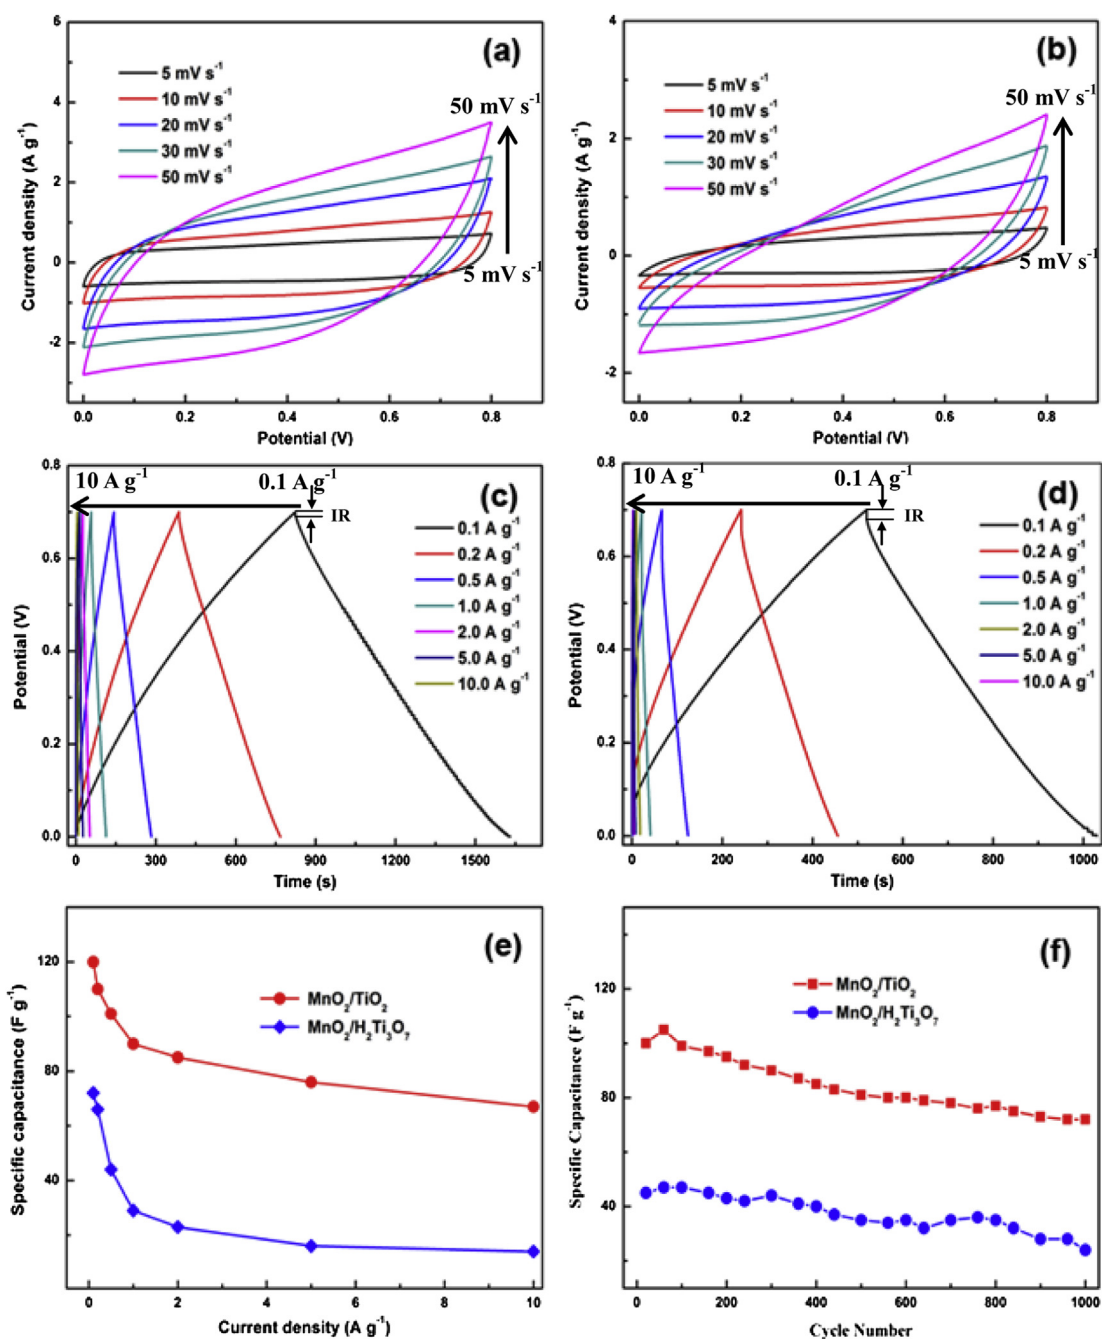 (a)
5 mV s⁻¹
10 mV s⁻¹
20 mV s⁻¹
30 mV s⁻¹
50 mV s⁻¹
50 mV s⁻¹
5 mV s⁻¹
6
4
2
0
-2
0.0 0.2 0.4 0.6 0.8
Current density (A g⁻¹)
Potential (V)
(b)
5 mV s⁻¹
10 mV s⁻¹
20 mV s⁻¹
30 mV s⁻¹
50 mV s⁻¹
50 mV s⁻¹
5 mV s⁻¹
4
2
0
-2
0.0 0.2 0.4 0.6 0.8
Current density (A g⁻¹)
Potential (V)
10 A g⁻¹ 0.1 A g⁻¹
(c)
IR
0.1 A g⁻¹
0.2 A g⁻¹
0.5 A g⁻¹
1.0 A g⁻¹
2.0 A g⁻¹
5.0 A g⁻¹
10.0 A g⁻¹
0.8
0.6
0.4
0.2
0.0
0 300 600 900 1200 1500
Potential (V)
Time (s)
10 A g⁻¹ 0.1 A g⁻¹
(d)
IR
0.1 A g⁻¹
0.2 A g⁻¹
0.5 A g⁻¹
1.0 A g⁻¹
2.0 A g⁻¹
5.0 A g⁻¹
10.0 A g⁻¹
0.8
0.6
0.4
0.2
0.0
0 200 400 600 800 1000
Potential (V)
Time (s)
(e)
MnO₂/TiO₂
MnO₂/H₂Ti₃O₇
120
80
40
0 2 4 6 8 10
Specific capacitance (F g⁻¹)
Current density (A g⁻¹)
(f)
MnO₂/TiO₂
MnO₂/H₂Ti₃O₇
120
80
40
0 200 400 600 800 1000
Specific Capacitance (F g⁻¹)
Cycle Number